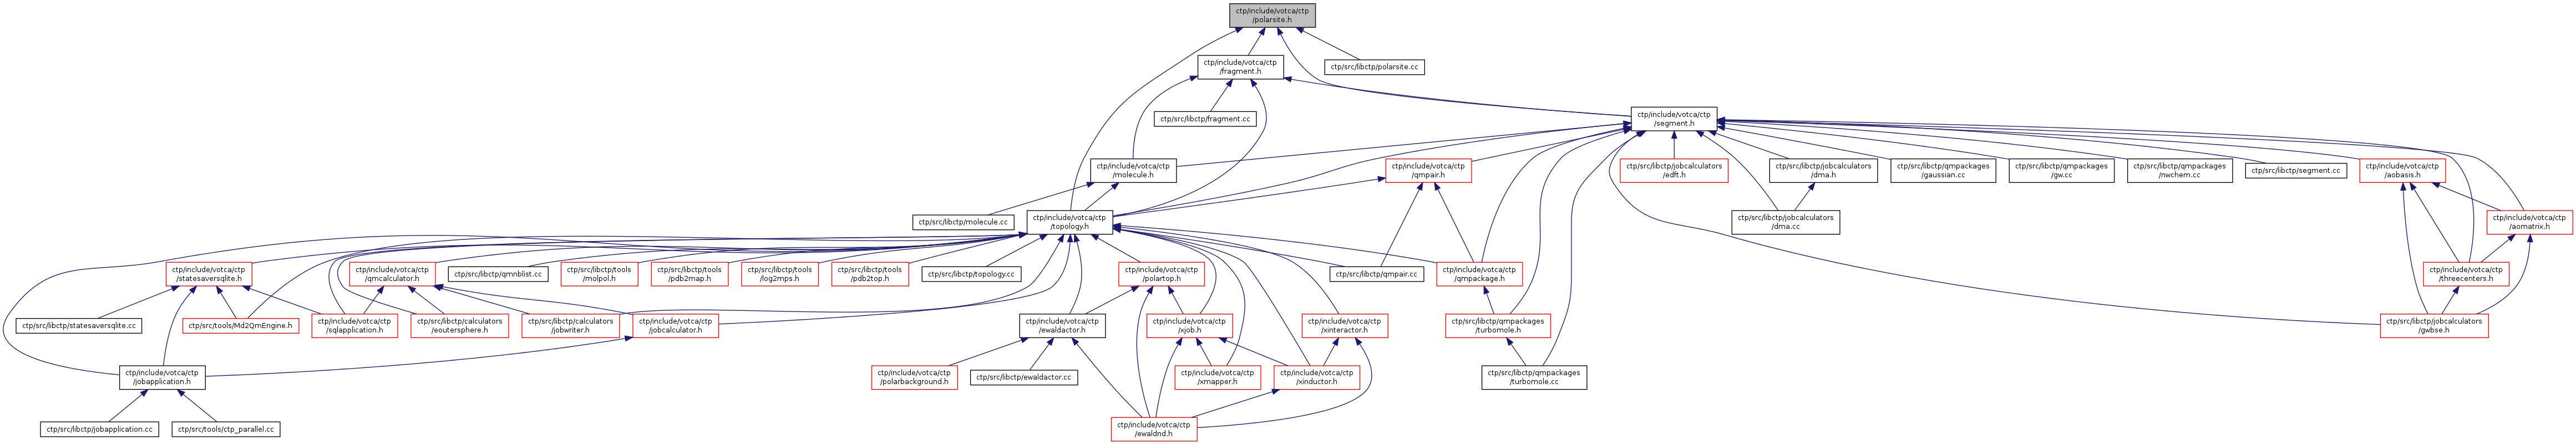 ctp/include/votca/ctp
/polarsite.h
ctp/include/votca/ctp
/fragment.h
ctp/src/libctp/polarsite.cc
ctp/src/libctp/fragment.cc
ctp/include/votca/ctp
/segment.h
ctp/include/votca/ctp
/molecule.h
ctp/include/votca/ctp
/qmpair.h
ctp/src/libctp/jobcalculators
/edft.h
ctp/src/libctp/jobcalculators
/dma.h
ctp/src/libctp/qmpackages
/gaussian.cc
ctp/src/libctp/qmpackages
/gw.cc
ctp/src/libctp/qmpackages
/nwchem.cc
ctp/src/libctp/segment.cc
ctp/include/votca/ctp
/aobasis.h
ctp/src/libctp/molecule.cc
ctp/include/votca/ctp
/topology.h
ctp/src/libctp/jobcalculators
/dma.cc
ctp/include/votca/ctp
/aomatrix.h
ctp/include/votca/ctp
/statesaversqlite.h
ctp/include/votca/ctp
/qmcalculator.h
ctp/src/libctp/qmnblist.cc
ctp/src/libctp/tools
/molpol.h
ctp/src/libctp/tools
/pdb2map.h
ctp/src/libctp/tools
/log2mps.h
ctp/src/libctp/tools
/pdb2top.h
ctp/src/libctp/topology.cc
ctp/include/votca/ctp
/polartop.h
ctp/src/libctp/qmpair.cc
ctp/include/votca/ctp
/qmpackage.h
ctp/include/votca/ctp
/threecenters.h
ctp/src/libctp/statesaversqlite.cc
ctp/src/tools/Md2QmEngine.h
ctp/include/votca/ctp
/sqlapplication.h
ctp/src/libctp/calculators
/eoutersphere.h
ctp/src/libctp/calculators
/jobwriter.h
ctp/include/votca/ctp
/jobcalculator.h
ctp/include/votca/ctp
/ewaldactor.h
ctp/include/votca/ctp
/xjob.h
ctp/include/votca/ctp
/xinteractor.h
ctp/src/libctp/qmpackages
/turbomole.h
ctp/src/libctp/jobcalculators
/gwbse.h
ctp/include/votca/ctp
/jobapplication.h
ctp/include/votca/ctp
/polarbackground.h
ctp/src/libctp/ewaldactor.cc
ctp/include/votca/ctp
/xmapper.h
ctp/include/votca/ctp
/xinductor.h
ctp/src/libctp/qmpackages
/turbomole.cc
ctp/src/libctp/jobapplication.cc
ctp/src/tools/ctp_parallel.cc
ctp/include/votca/ctp
/ewaldnd.h